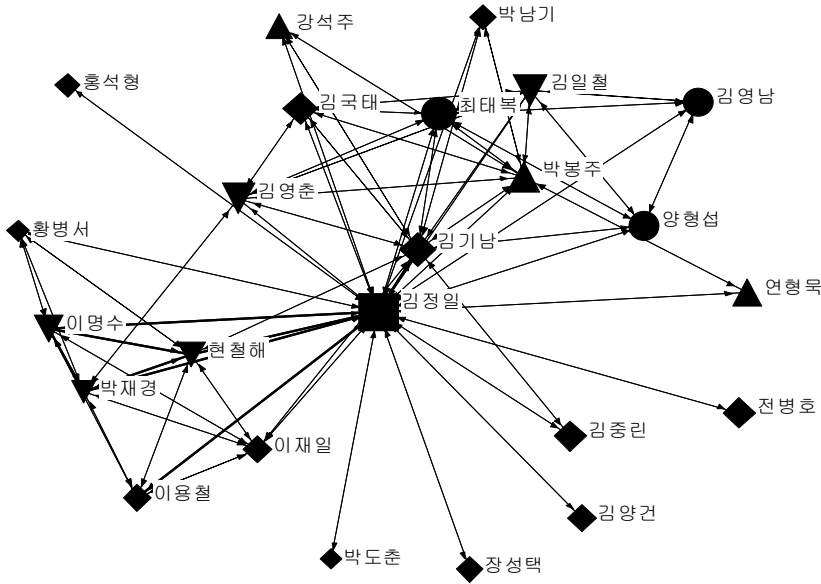 박남기
강석주
홍석형
김일철
김영남
김국태
최태복
박봉주
김영춘
양형섭
황병서
김기남
연형묵
김정일
이명수
현철해
박재경
전병호
김중린
이재일
이용철
김양건
박도춘
장성택